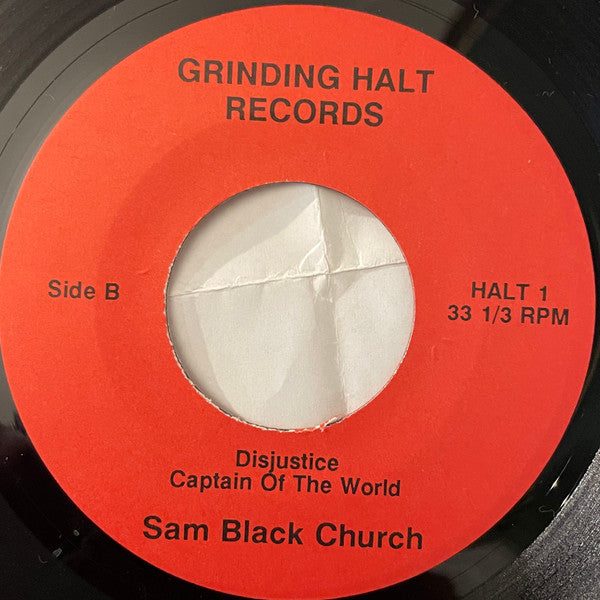 GRINDING HALT
RECORDS
Side B
HALT 1
33 1/3 RPM
Disjustice
Captain Of The World
Sam Black Church